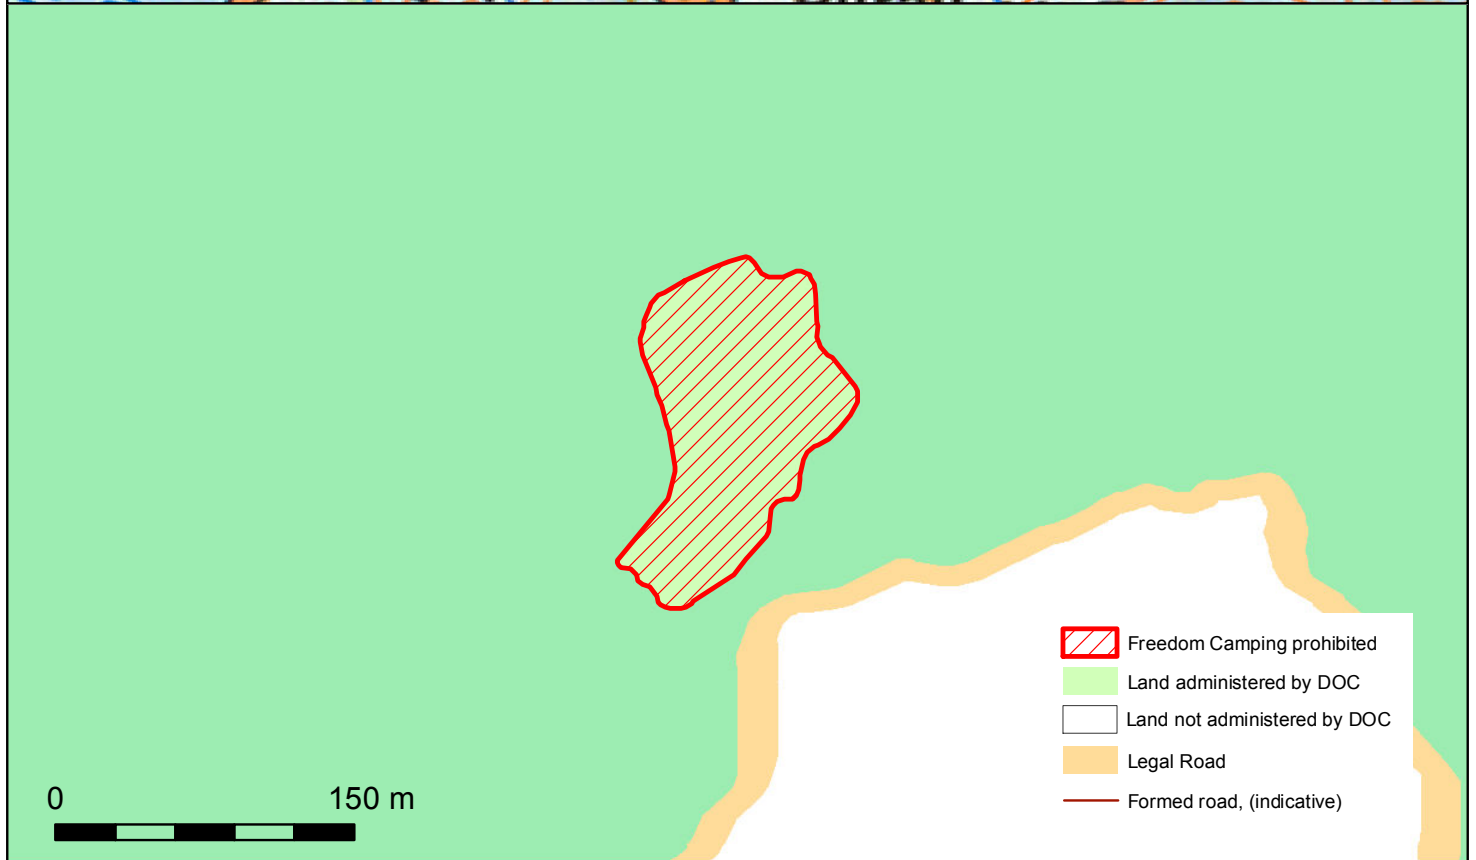 Freedom Camping prohibited
Land administered by DOC
Land not administered by DOC
Legal Road
Formed road, (indicative)
0 150 m